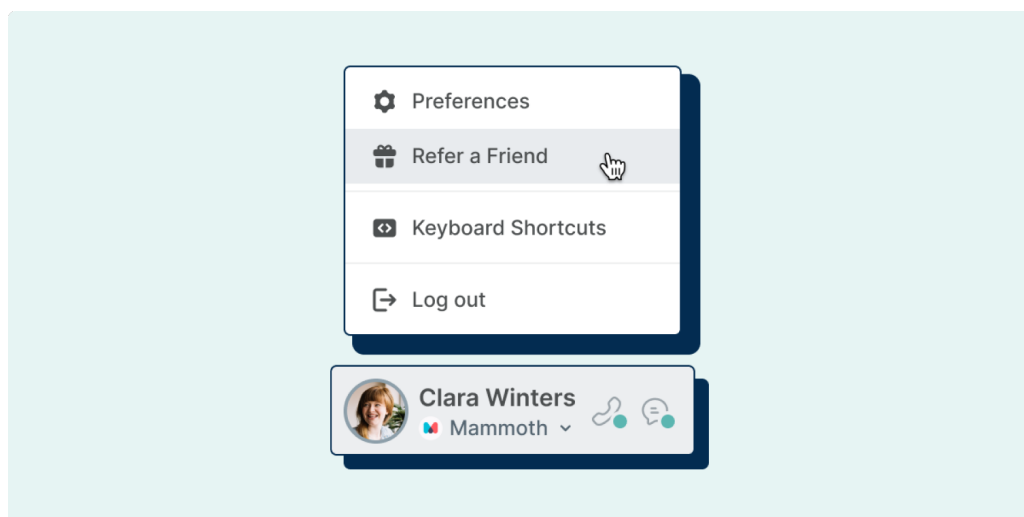 Preferences
Refer a Friend
Keyboard Shortcuts
Log out
Clara Winters
Mammoth